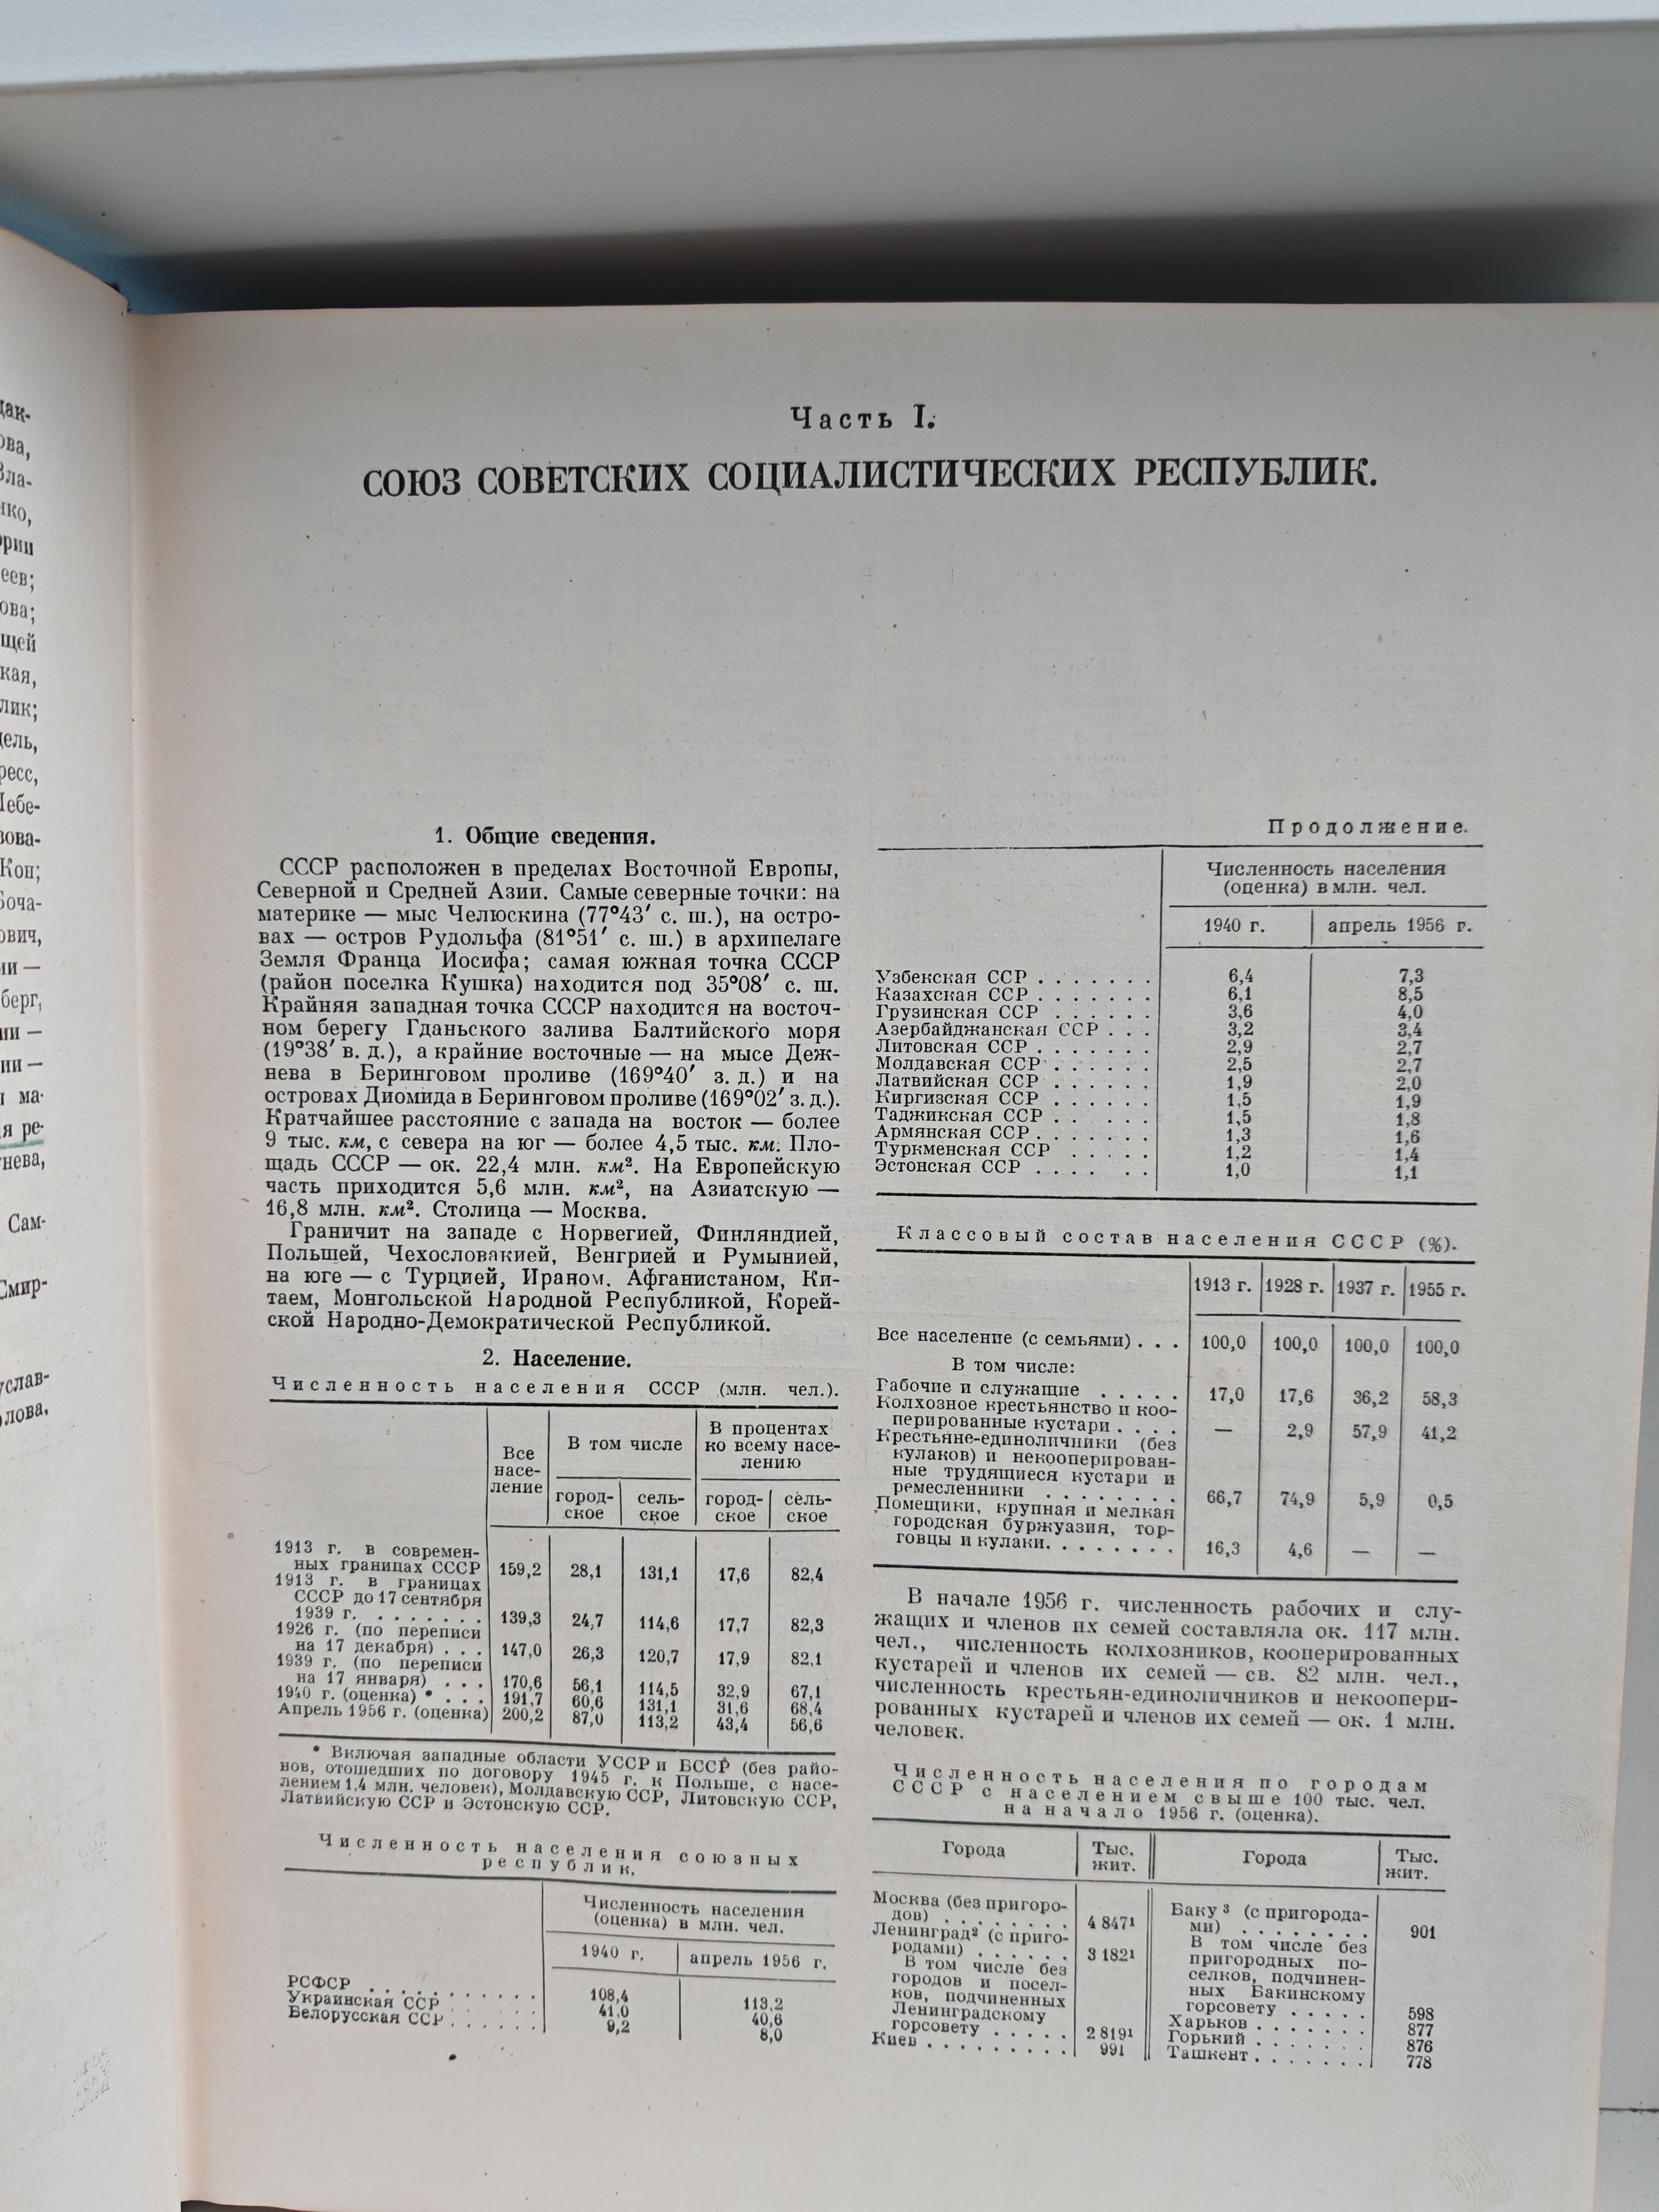 дак-
ова,
Вла-
нко,
ории
еев;
ова;
щей
кая,
лик;
дель,
ресс,
Лебе-
зова-
Кон;
Боча-
ович,
ии —
берг,
ии —
ии —
и ма-
я ре-
нева,
Сам-
Смир-
услав-
олова,
Часть I.
СОЮЗ СОВЕТСКИХ СОЦИАЛИСТИЧЕСКИХ РЕСПУБЛИК.
1. Общие сведения.
СССР расположен в пределах Восточной Европы,
Северной и Средней Азии. Самые северные точки: на
материке — мыс Челюскина (77°43′ с. ш.), на остро-
вах — остров Рудольфа (81°51′ с. ш.) в архипелаге
Земля Франца Иосифа; самая южная точка СССР
(район поселка Кушка) находится под 35°08′ с. ш.
Крайняя западная точка СССР находится на восточ-
ном берегу Гданьского залива Балтийского моря
(19°38′ в. д.), а крайние восточные — на мысе Деж-
нева в Беринговом проливе (169°40′ з. д.) и на
островах Диомида в Беринговом проливе (169°02′ з. д.).
Кратчайшее расстояние с запада на восток — более
9 тыс. км, с севера на юг — более 4,5 тыс. км. Пло-
щадь СССР — ок. 22,4 млн. км². На Европейскую
часть приходится 5,6 млн. км², на Азиатскую —
16,8 млн. км². Столица — Москва.
Граничит на западе с Норвегией, Финляндией,
Польшей, Чехословакией, Венгрией и Румынией,
на юге — с Турцией, Ираном, Афганистаном, Ки-
таем, Монгольской Народной Республикой, Корей-
ской Народно-Демократической Республикой.
2. Население.
Численность населения СССР (млн. чел.).
Все насе-ление | В том числе | В процентах ко всему насе-лению
город-ское | сель-ское | город-ское | сель-ское
1913 г. в современ-
ных границах СССР 159,2 28,1 131,1 17,6 82,4
1913 г. в границах
СССР до 17 сентября
1939 г. . . . . . . . 139,3 24,7 114,6 17,7 82,3
1926 г. (по переписи
на 17 декабря) . . . 147,0 26,3 120,7 17,9 82,1
1939 г. (по переписи
на 17 января) . . . 170,6 56,1 114,5 32,9 67,1
1940 г. (оценка) * . . . 191,7 60,6 131,1 31,6 68,4
Апрель 1956 г. (оценка) 200,2 87,0 113,2 43,4 56,6
* Включая западные области УССР и БССР (без райо-
нов, отошедших по договору 1945 г. к Польше, с насе-
лением 1,4 млн. человек), Молдавскую ССР, Литовскую ССР,
Латвийскую ССР и Эстонскую ССР.
Численность населения союзных
республик.
Численность населения
(оценка) в млн. чел.
1940 г. | апрель 1956 г.
РСФСР . . . . . . . . . . 108,4 113,2
Украинская ССР . . . . . . 41,0 40,6
Белорусская ССР . . . . . . 9,2 8,0
Продолжение.
Численность населения
(оценка) в млн. чел.
1940 г. | апрель 1956 г.
Узбекская ССР . . . . . . . 6,4 7,3
Казахская ССР . . . . . . . 6,1 8,5
Грузинская ССР . . . . . . 3,6 4,0
Азербайджанская ССР . . . 3,2 3,4
Литовская ССР . . . . . . . 2,9 2,7
Молдавская ССР . . . . . . 2,5 2,7
Латвийская ССР . . . . . . 1,9 2,0
Киргизская ССР . . . . . . 1,5 1,9
Таджикская ССР . . . . . . 1,5 1,8
Армянская ССР . . . . . . . 1,3 1,6
Туркменская ССР . . . . . 1,2 1,4
Эстонская ССР . . . . . . 1,0 1,1
Классовый состав населения СССР (%).
1913 г. | 1928 г. | 1937 г. | 1955 г.
Все население (с семьями) . . . 100,0 100,0 100,0 100,0
В том числе:
Рабочие и служащие . . . . . 17,0 17,6 36,2 58,3
Колхозное крестьянство и коо-
перированные кустари . . . . — 2,9 57,9 41,2
Крестьяне-единоличники (без
кулаков) и некооперирован-
ные трудящиеся кустари и
ремесленники . . . . . . . . 66,7 74,9 5,9 0,5
Помещики, крупная и мелкая
городская буржуазия, тор-
говцы и кулаки. . . . . . . . 16,3 4,6 — —
В начале 1956 г. численность рабочих и слу-
жащих и членов их семей составляла ок. 117 млн.
чел., численность колхозников, кооперированных
кустарей и членов их семей — св. 82 млн. чел.,
численность крестьян-единоличников и некоопери-
рованных кустарей и членов их семей — ок. 1 млн.
человек.
Численность населения по городам
СССР с населением свыше 100 тыс. чел.
на начало 1956 г. (оценка).
Города | Тыс. жит. | Города | Тыс. жит.
Москва (без пригоро-
дов) . . . . . . . . 4 847¹
Ленинград² (с приго-
родами) . . . . . . 3 182¹
В том числе без
городов и посел-
ков, подчиненных
Ленинградскому
горсовету . . . . . 2 819¹
Киев . . . . . . . . . . 991
Баку³ (с пригорода-
ми) . . . . . . . 901
В том числе без
пригородных по-
селков, подчинен-
ных Бакинскому
горсовету . . . . . 598
Харьков . . . . . . . 877
Горький . . . . . . . 876
Ташкент . . . . . . . 778